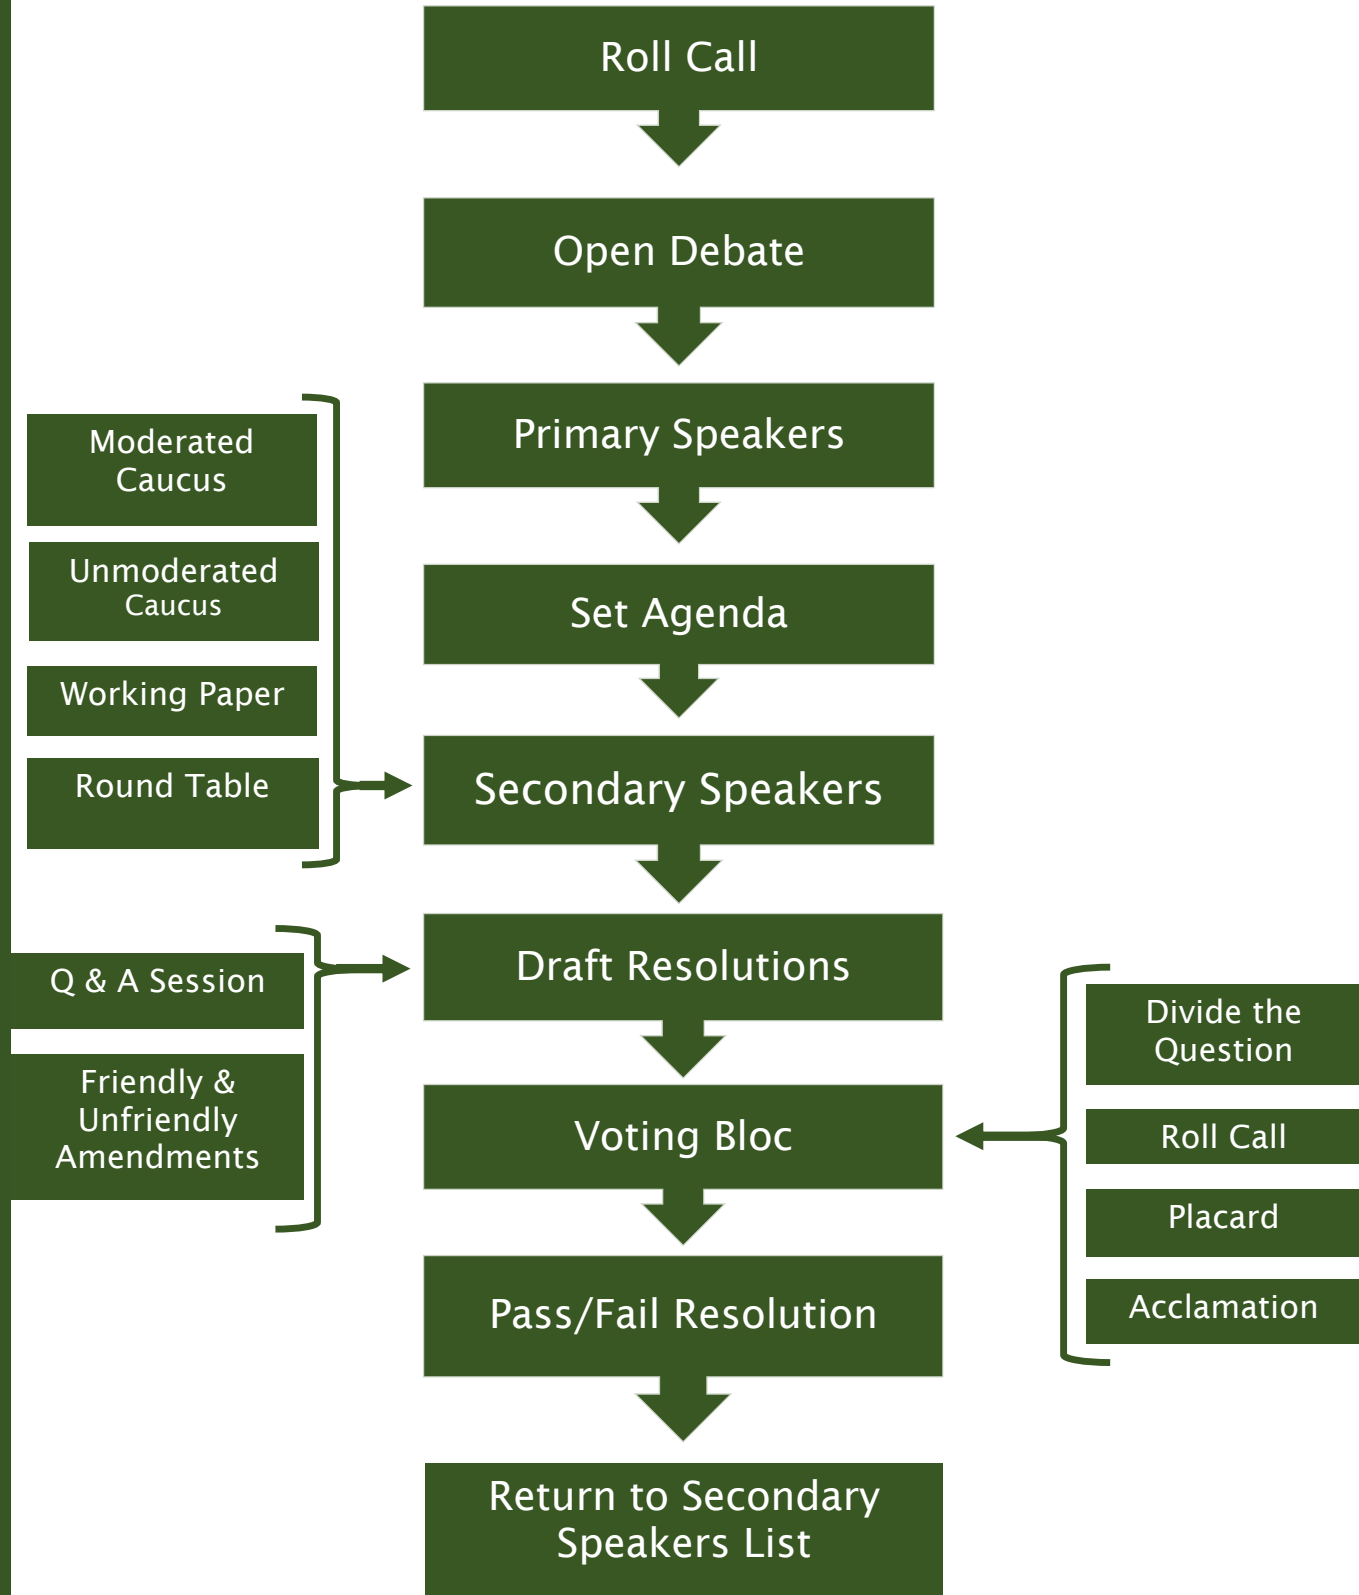 Roll Call
Open Debate
Primary Speakers
Set Agenda
Moderated
Caucus
Unmoderated
Caucus
Working Paper
Round Table
Secondary Speakers
Draft Resolutions
Q & A Session
Friendly &
Unfriendly
Amendments
Voting Bloc
Divide the
Question
Roll Call
Placard
Acclamation
Pass/Fail Resolution
Return to Secondary
Speakers List